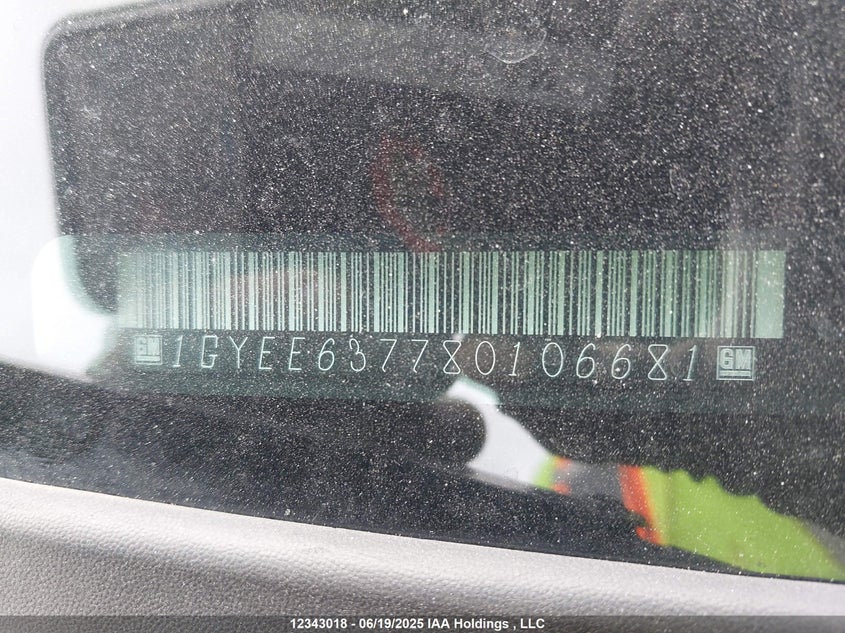 GM 1GYEE637780106681 GM
12343018 - 06/19/2025 IAA Holdings , LLC